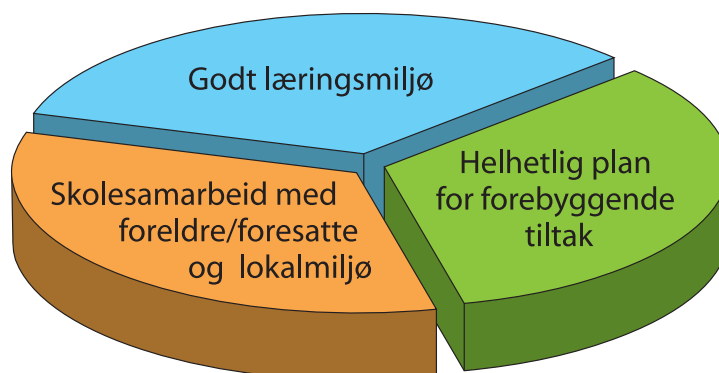 Godt læringsmiljø
Helhetlig plan
for forebyggende
tiltak
Skolesamarbeid med
foreldre/foresatte
og lokalmiljø